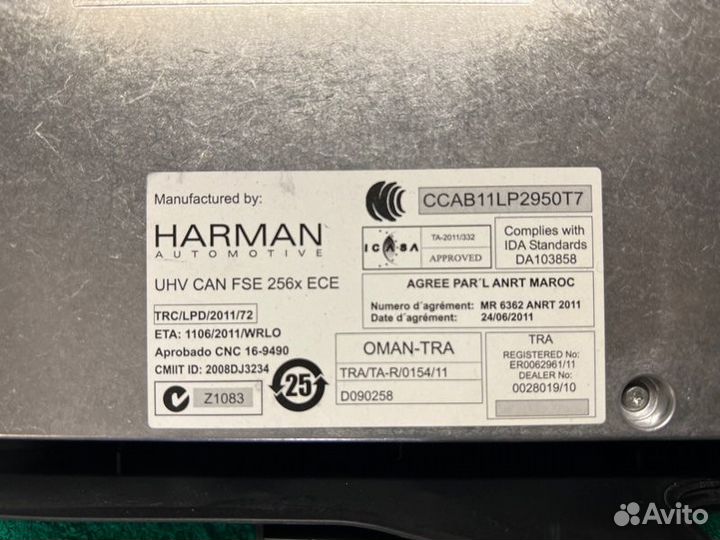 Manufactured by:
HARMAN
AUTOMOTIVE
UHV CAN FSE 256x ECE
TRC/LPD/2011/72
ETA: 1106/2011/WRLO
Aprobado CNC 16-9490
CMIIT ID: 2008DJ3234
Z1083
25
CCAB11LP2950T7
ICASA
TA-2011/332
APPROVED
Complies with
IDA Standards
DA103858
AGREE PAR´L ANRT MAROC
Numero d´agrément: MR 6362 ANRT 2011
Date d´agrément: 24/06/2011
OMAN-TRA
TRA/TA-R/0154/11
D090258
TRA
REGISTERED No:
ER0062961/11
DEALER No:
0028019/10
Avito